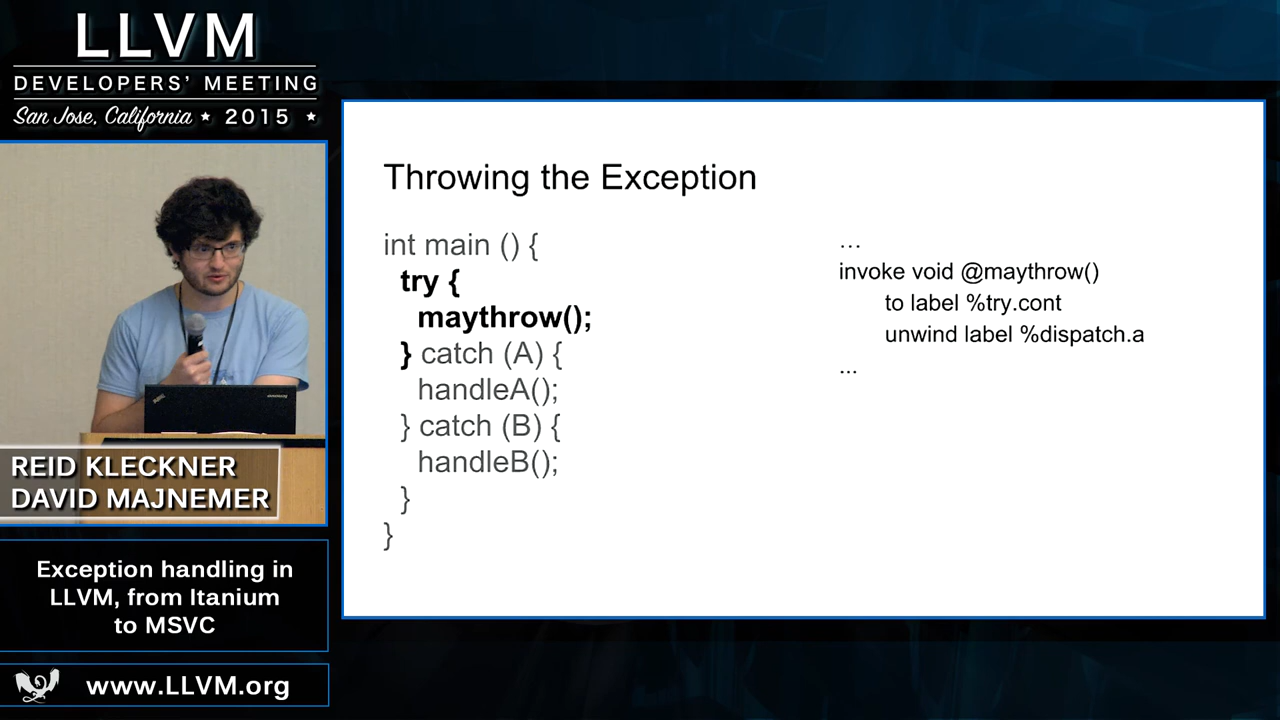 LLVM
DEVELOPERS’ MEETING
San Jose, California ★ 2015 ★
Throwing the Exception
int main () {
try {
maythrow();
} catch (A) {
handleA();
} catch (B) {
handleB();
}
}
…
invoke void @maythrow()
to label %try.cont
unwind label %dispatch.a
...
REID KLECKNER
DAVID MAJNEMER
Exception handling in
LLVM, from Itanium
to MSVC
www.LLVM.org